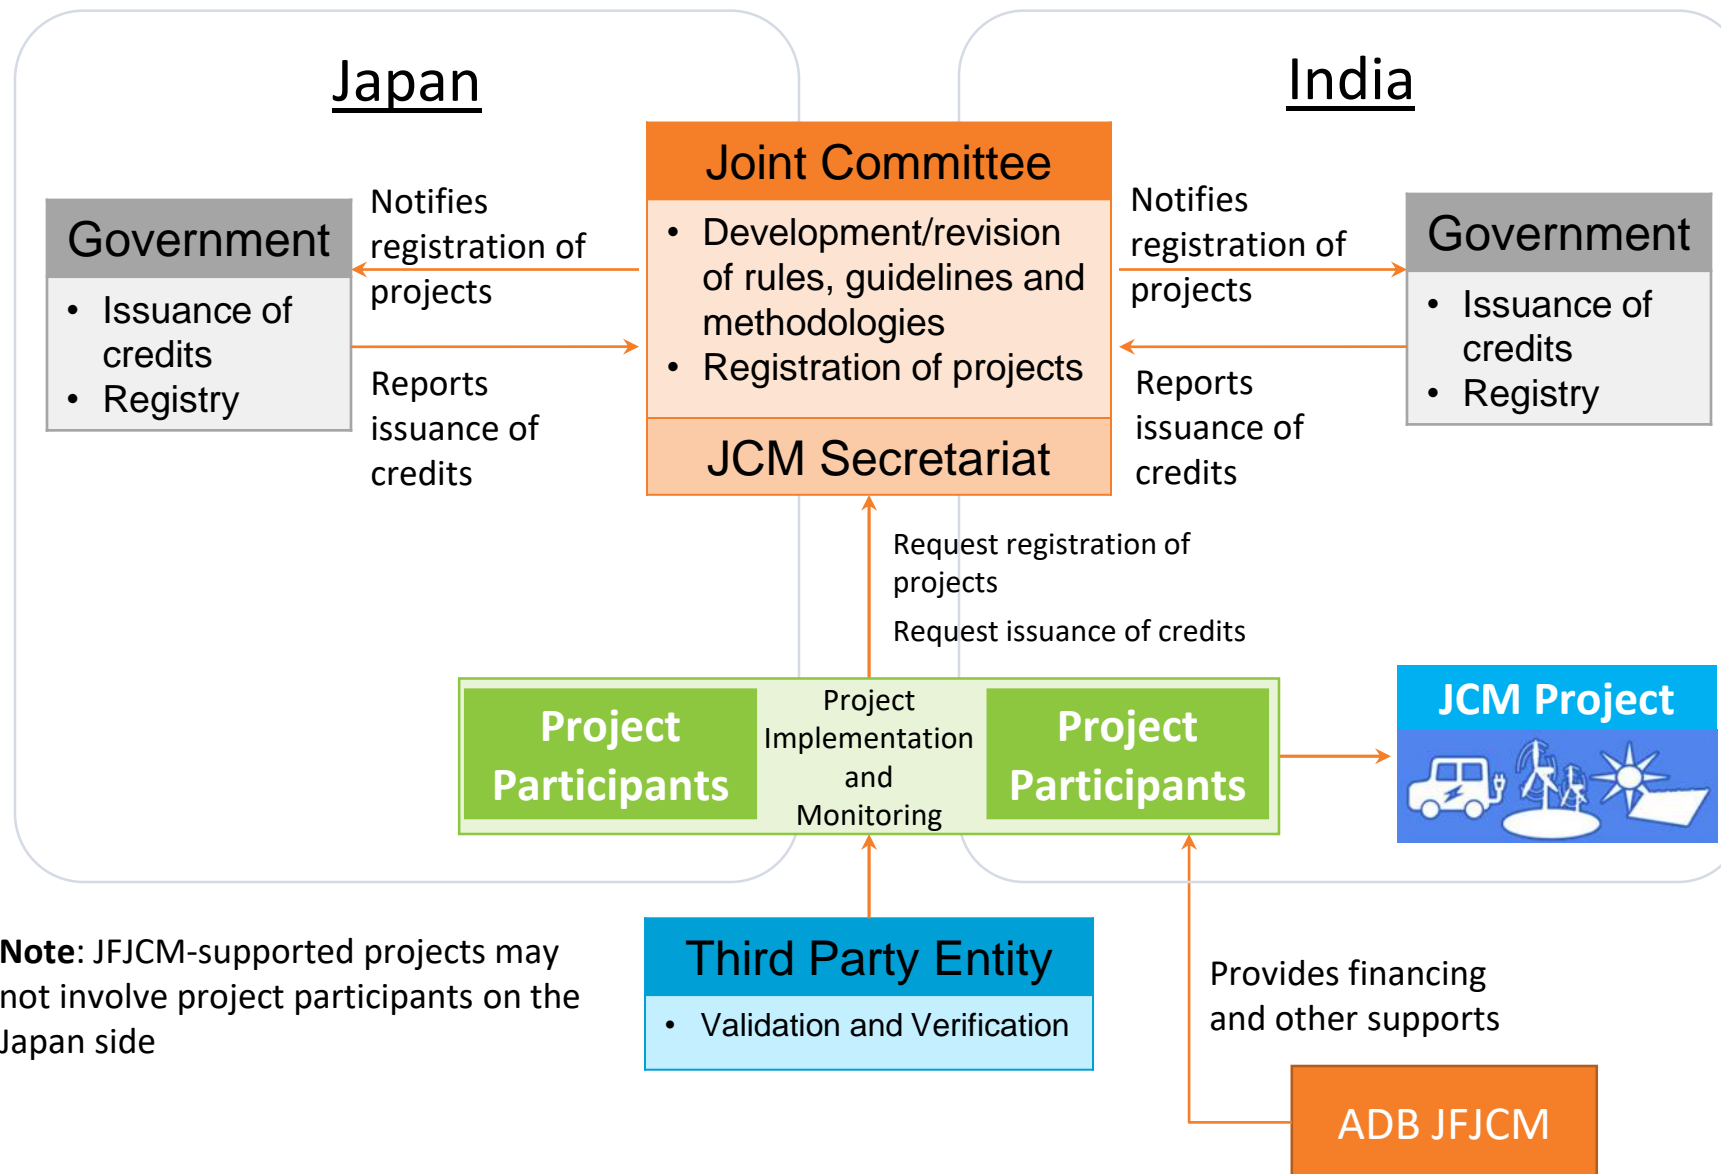 Japan
India
Joint Committee
• Development/revision
of rules, guidelines and
methodologies
• Registration of projects
JCM Secretariat
Government
• Issuance of
credits
• Registry
Notifies
registration of
projects
Reports
issuance of
credits
Notifies
registration of
projects
Reports
issuance of
credits
Government
• Issuance of
credits
• Registry
Request registration of
projects
Request issuance of credits
Project
Participants
Project
Implementation
and
Monitoring
Project
Participants
JCM Project
Third Party Entity
• Validation and Verification
Note: JFJCM-supported projects may
not involve project participants on the
Japan side
Provides financing
and other supports
ADB JFJCM